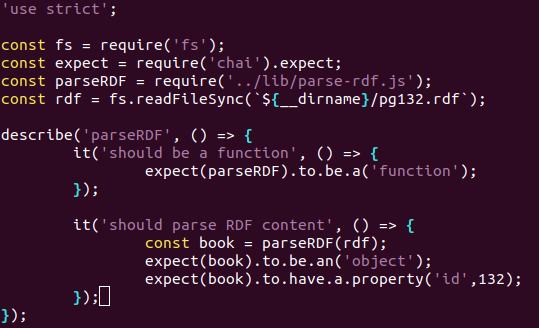 'use strict';

const fs = require('fs');
const expect = require('chai').expect;
const parseRDF = require('../lib/parse-rdf.js');
const rdf = fs.readFileSync(`${__dirname}/pg132.rdf`);

describe('parseRDF', () => {
        it('should be a function', () => {
                expect(parseRDF).to.be.a('function');
        });

        it('should parse RDF content', () => {
                const book = parseRDF(rdf);
                expect(book).to.be.an('object');
                expect(book).to.have.a.property('id',132);
        });
});